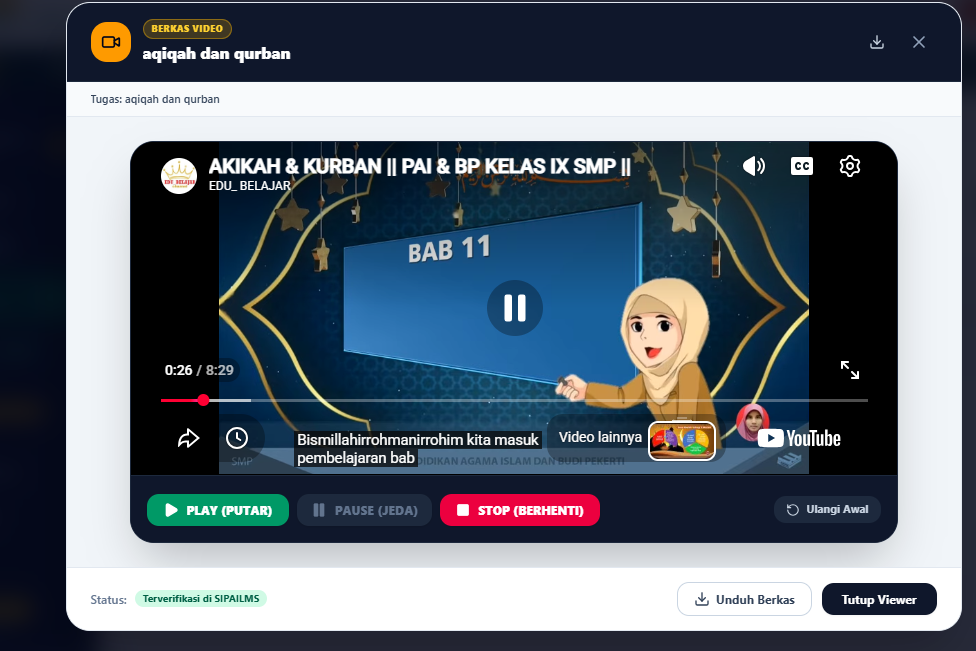 BERKAS VIDEO
aqiqah dan qurban
Tugas: aqiqah dan qurban
AKIKAH & KURBAN || PAI & BP KELAS IX SMP ||
EDU_ BELAJAR
CC
BAB 11
0:26 / 8:29
SMP
Bismillahirrohmanirrohim kita masuk
pembelajaran bab
Video lainnya
YouTube
DIDIKAN AGAMA ISLAM DAN BUDI PEKERTI
PLAY (PUTAR)
PAUSE (JEDA)
STOP (BERHENTI)
Ulangi Awal
Status:
Terverifikasi di SIPAILMS
Unduh Berkas
Tutup Viewer